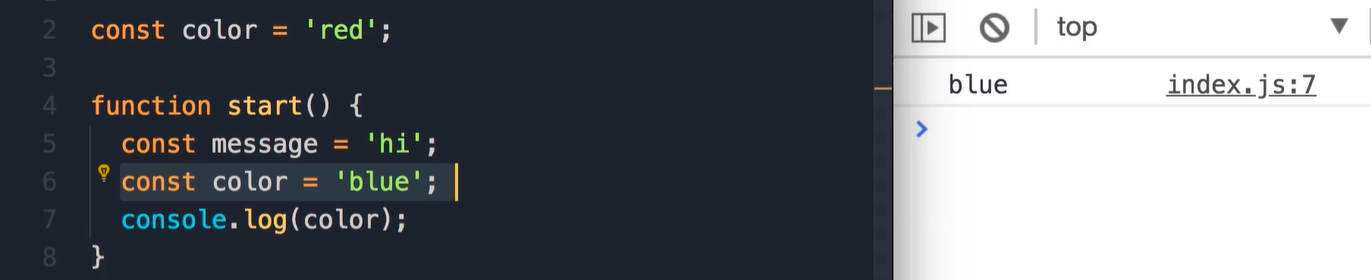 2 const color = 'red';
3
4 function start() {
5 const message = 'hi';
6 const color = 'blue';
7 console.log(color);
8 }
top
blue index.js:7